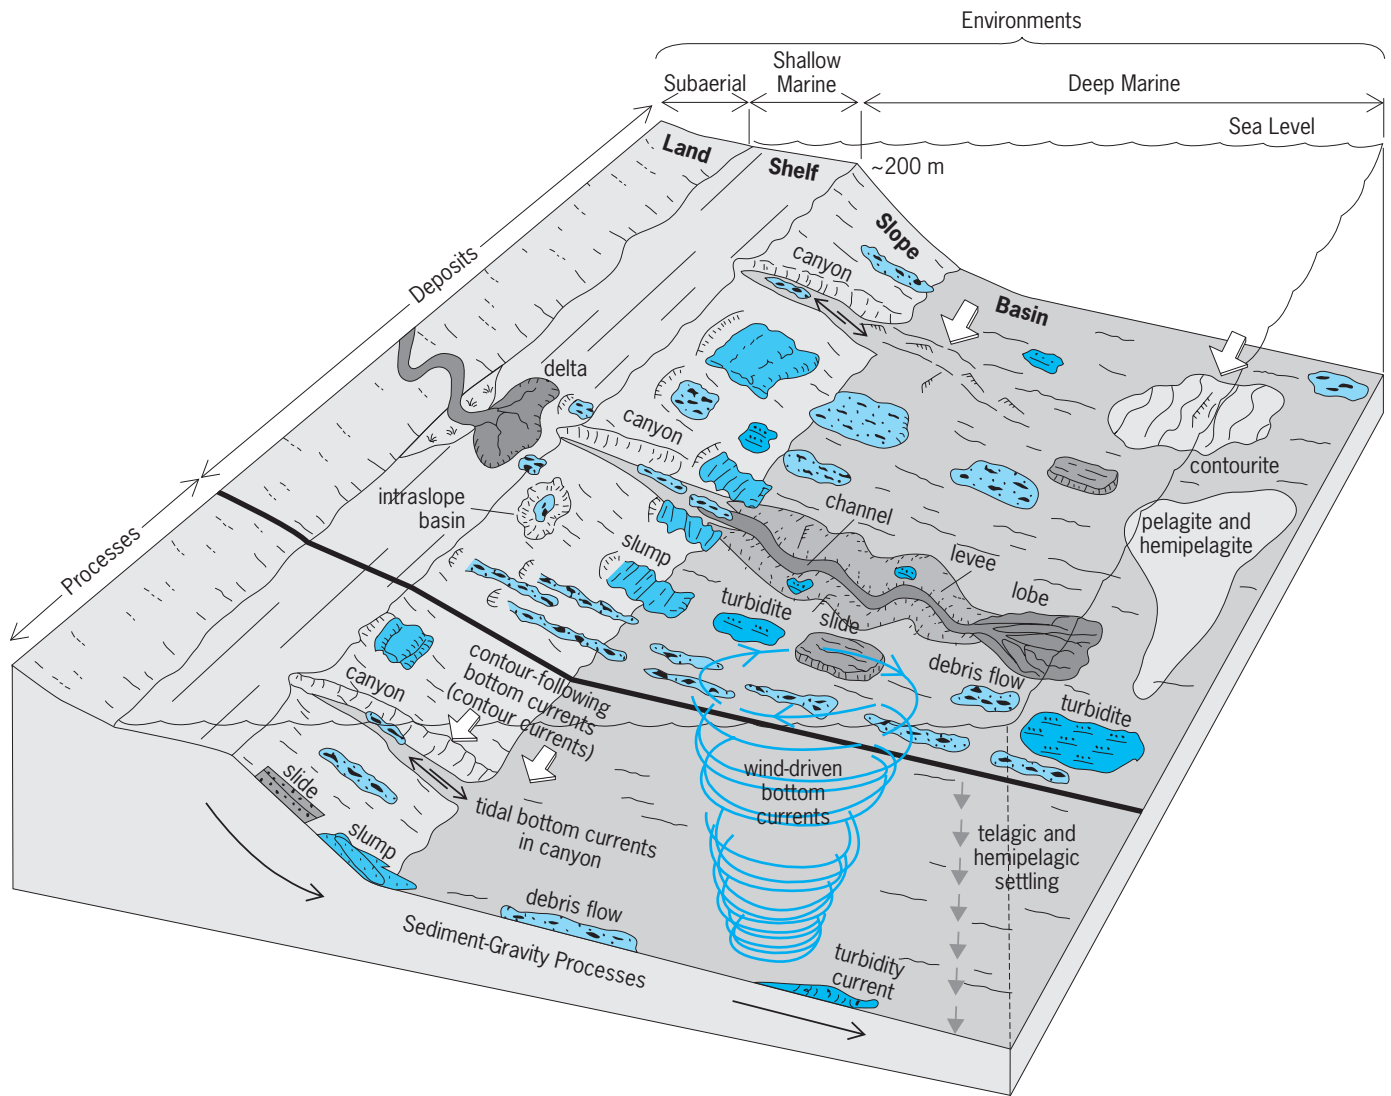 Environments
Subaerial
Shallow
Marine
Deep Marine
Sea Level
Land
Shelf
~200 m
Slope
canyon
Basin
Deposits
delta
canyon
contourite
intraslope
basin
channel
pelagite and
hemipelagite
Processes
slump
levee
lobe
turbidite
slide
debris flow
turbidite
canyon
contour-following
bottom currents
(contour currents)
wind-driven
bottom
currents
slide
slump
tidal bottom currents
in canyon
telagic and
hemipelagic
settling
debris flow
Sediment-Gravity Processes
turbidity
current